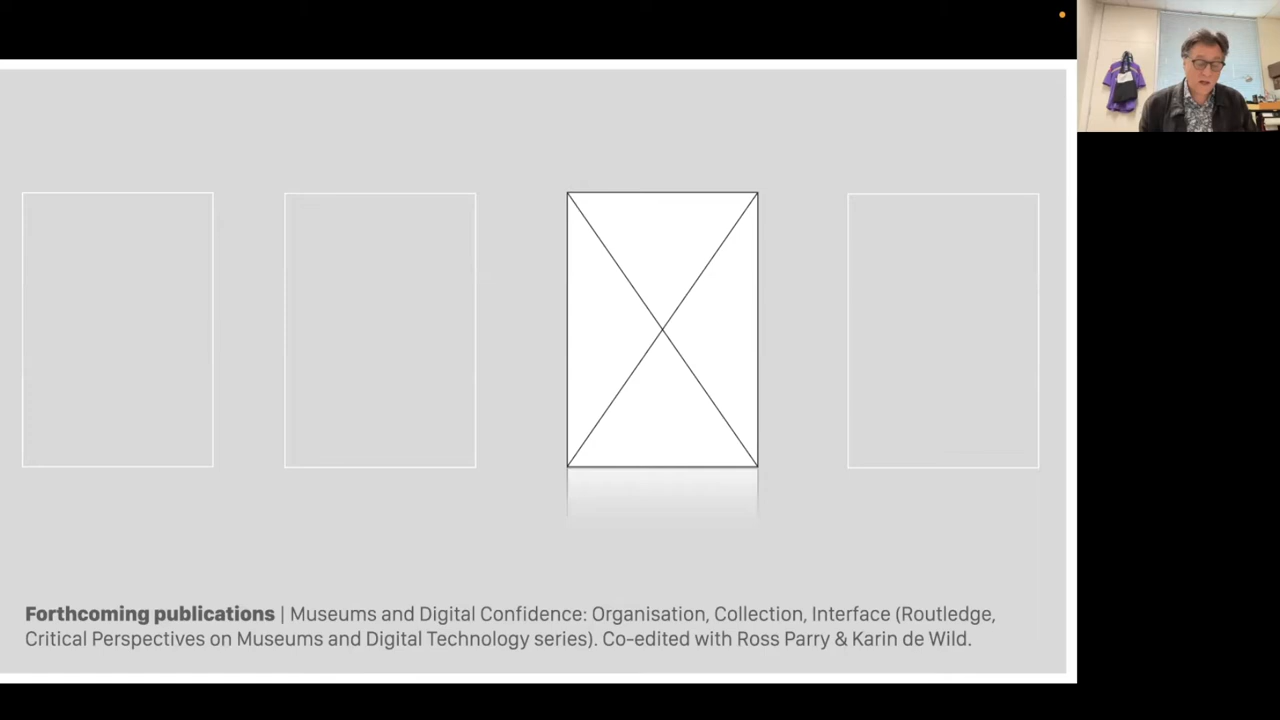 Forthcoming publications | Museums and Digital Confidence: Organisation, Collection, Interface (Routledge,
Critical Perspectives on Museums and Digital Technology series). Co-edited with Ross Parry & Karin de Wild.